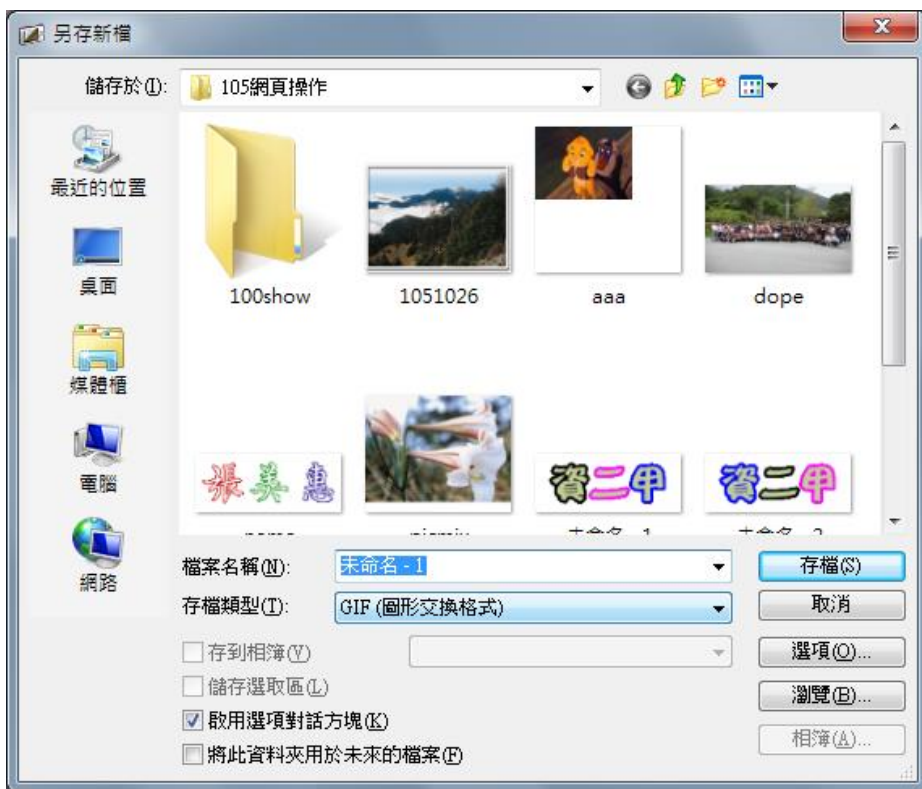 另存新檔
儲存於(I):
105網頁操作
最近的位置
桌面
媒體櫃
電腦
網路
100show
1051026
aaa
dope
張美惠
資二甲
資二甲
檔案名稱(N):
未命名 - 1
存檔(S)
存檔類型(T):
GIF (圖形交換格式)
取消
存到相簿(Y)
選項(O)...
儲存選取區(L)
瀏覽(B)...
啟用選項對話方塊(K)
相簿(A)...
將此資料夾用於未來的檔案(F)